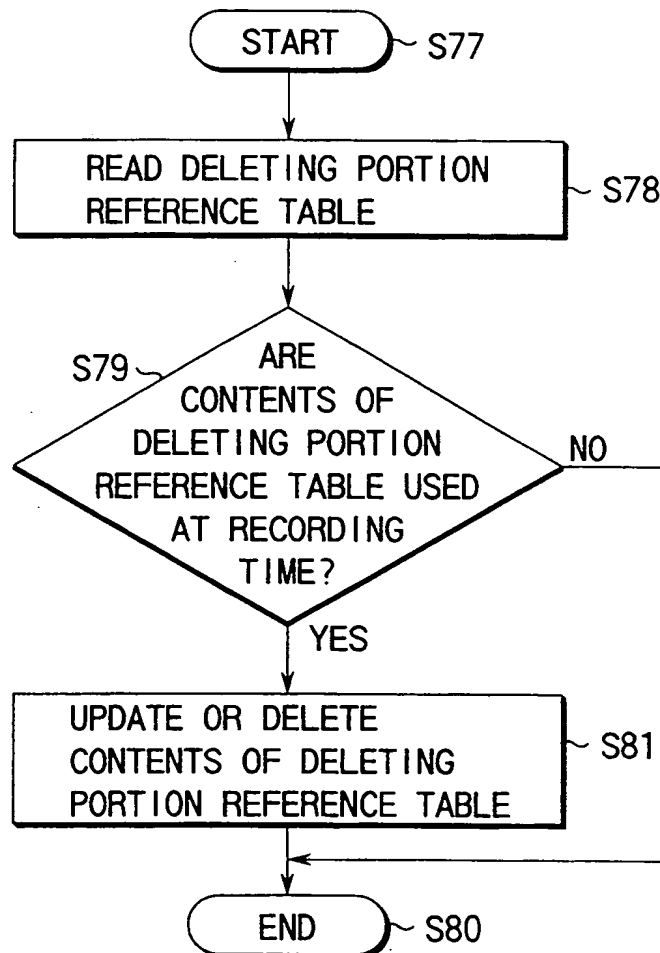 START
S77
READ DELETING PORTION
REFERENCE TABLE
S78
S79
ARE
CONTENTS OF
DELETING PORTION
REFERENCE TABLE USED
AT RECORDING
TIME?
NO
YES
UPDATE OR DELETE
CONTENTS OF DELETING
PORTION REFERENCE TABLE
S81
END
S80